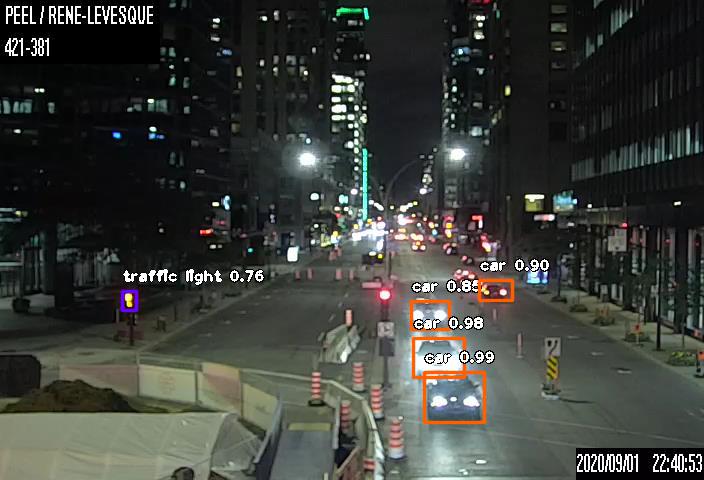 PEEL / RENE-LEVESQUE
421-381
car 0.90
traffic light 0.76
car 0.85
car 0.98
car 0.99
2020/09/01 22:40:53